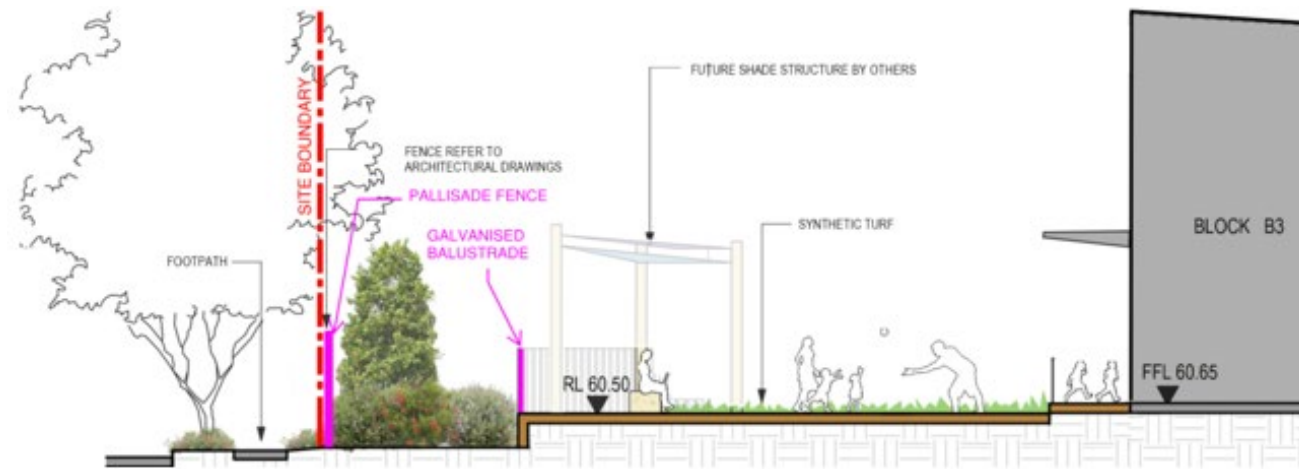 FUTURE SHADE STRUCTURE BY OTHERS
SITE BOUNDARY
FENCE REFER TO
ARCHITECTURAL DRAWINGS
PALLISADE FENCE
GALVANISED
BALUSTRADE
SYNTHETIC TURF
BLOCK B3
FOOTPATH
RL 60.50
FFL 60.65